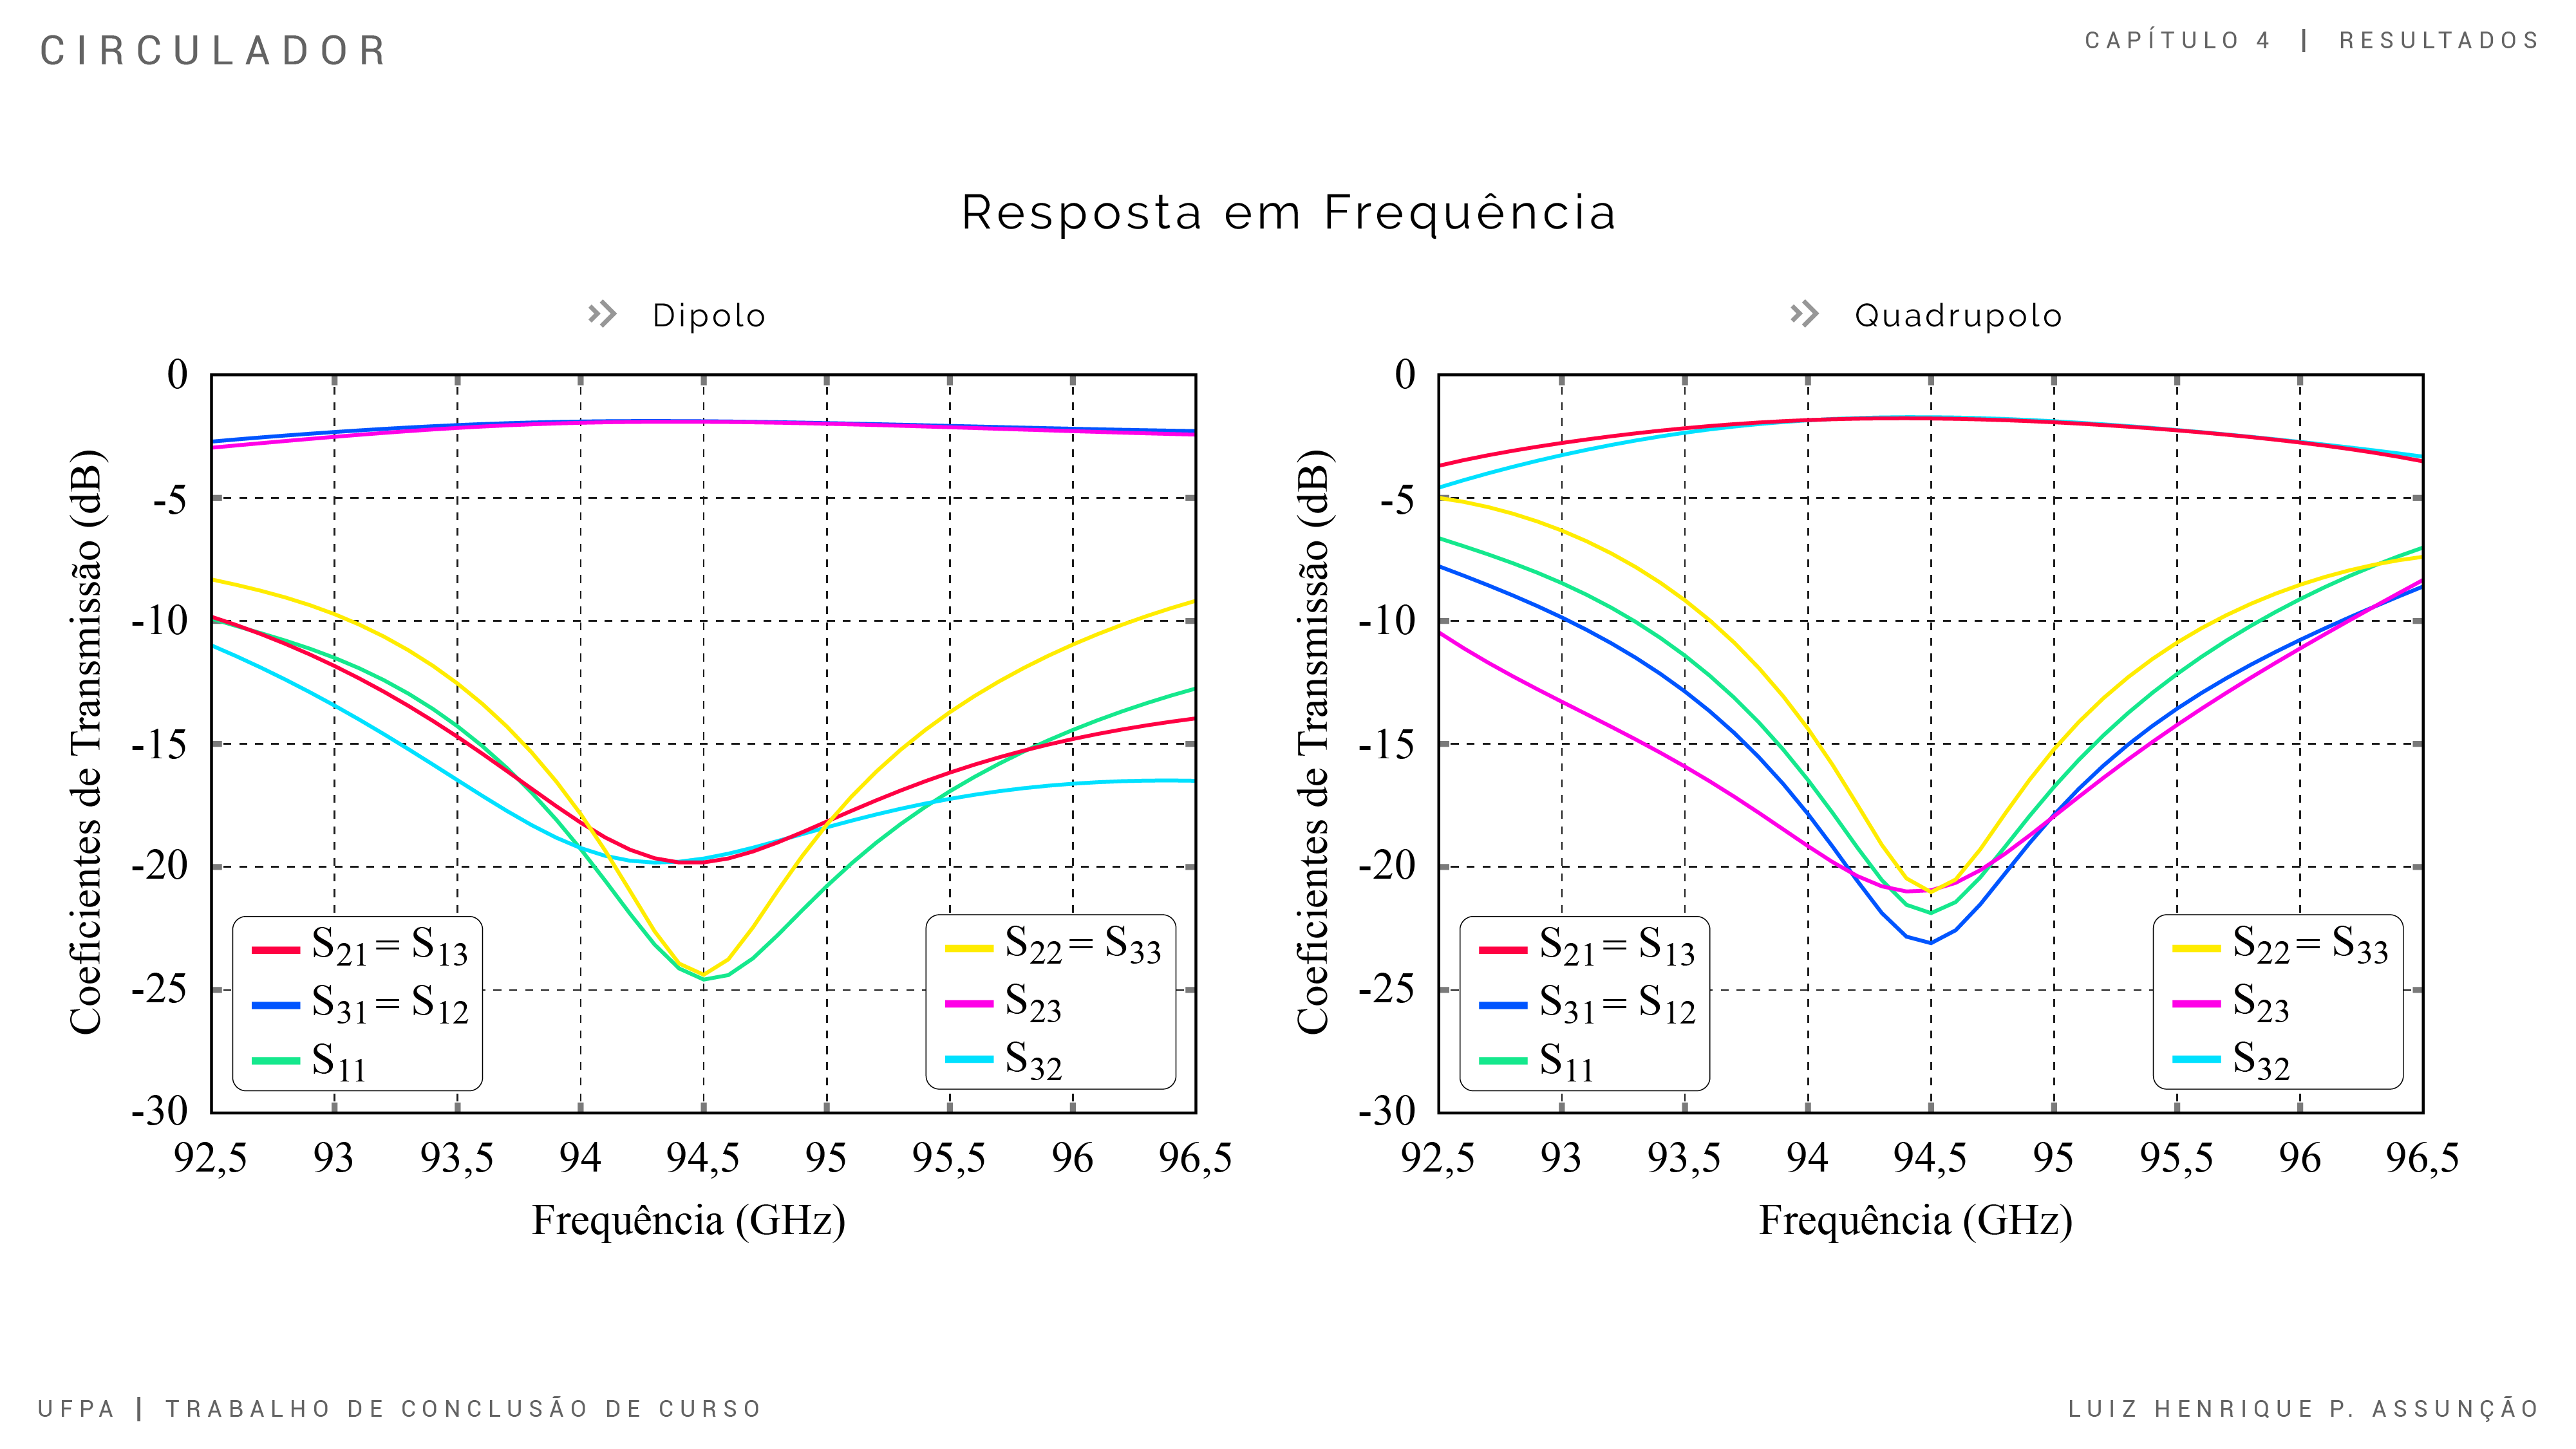 CIRCULADOR
CAPÍTULO 4 | RESULTADOS
Resposta em Frequência
Dipolo
0
-5
-10
-15
-20
-25
-30
Coeficientes de Transmissão (dB)
S21 = S13
S31 = S12
S11
S22 = S33
S23
S32
92,5 93 93,5 94 94,5 95 95,5 96 96,5
Frequência (GHz)
Quadrupolo
0
-5
-10
-15
-20
-25
-30
Coeficientes de Transmissão (dB)
S21 = S13
S31 = S12
S11
S22 = S33
S23
S32
92,5 93 93,5 94 94,5 95 95,5 96 96,5
Frequência (GHz)
UFPA | TRABALHO DE CONCLUSÃO DE CURSO
LUIZ HENRIQUE P. ASSUNÇÃO